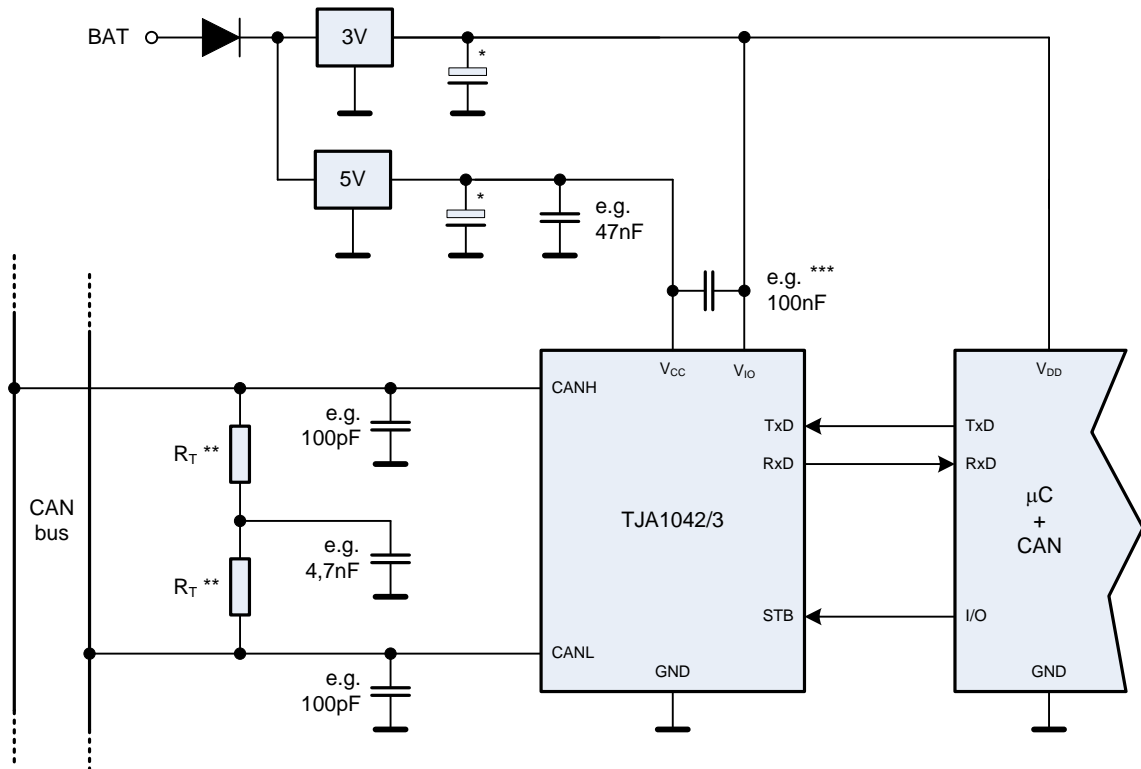 BAT
3V
*
5V
*
e.g.
47nF
e.g. ***
100nF
VCC
VIO
VDD
CANH
e.g.
100pF
TxD
TxD
RT **
RxD
RxD
CAN
bus
TJA1042/3
µC
+
CAN
e.g.
4,7nF
RT **
STB
I/O
CANL
GND
GND
e.g.
100pF